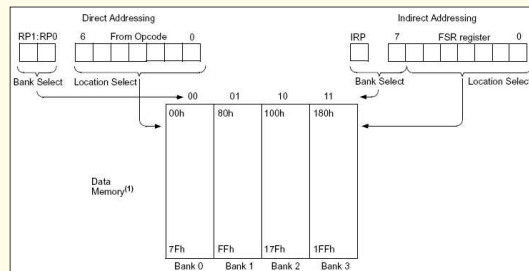 Direct Addressing
Indirect Addressing
RP1:RP0 6 From Opcode 0
IRP 7 FSR register 0
Bank Select Location Select
Bank Select Location Select
00 01 10 11
00h 80h 100h 180h
Data
Memory(1)
7Fh FFh 17Fh 1FFh
Bank 0 Bank 1 Bank 2 Bank 3